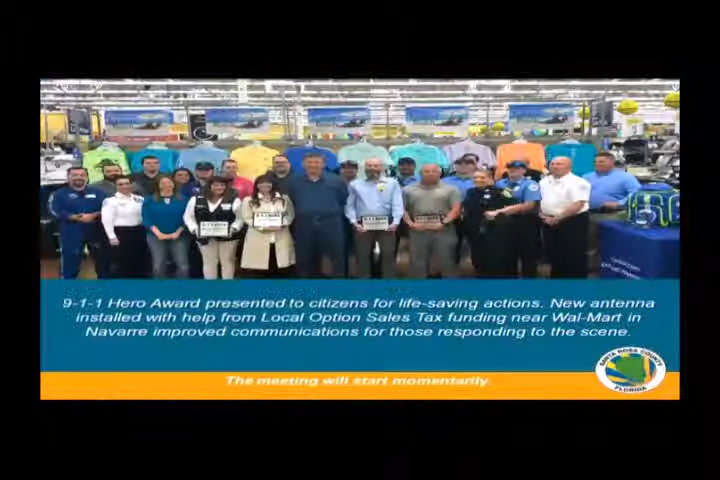 9-1-1 Hero Award presented to citizens for life-saving actions. New antenna
installed with help from Local Option Sales Tax funding near Wal-Mart in
Navarre improved communications for those responding to the scene.
SANTA ROSA COUNTY
FLORIDA
The meeting will start momentarily.